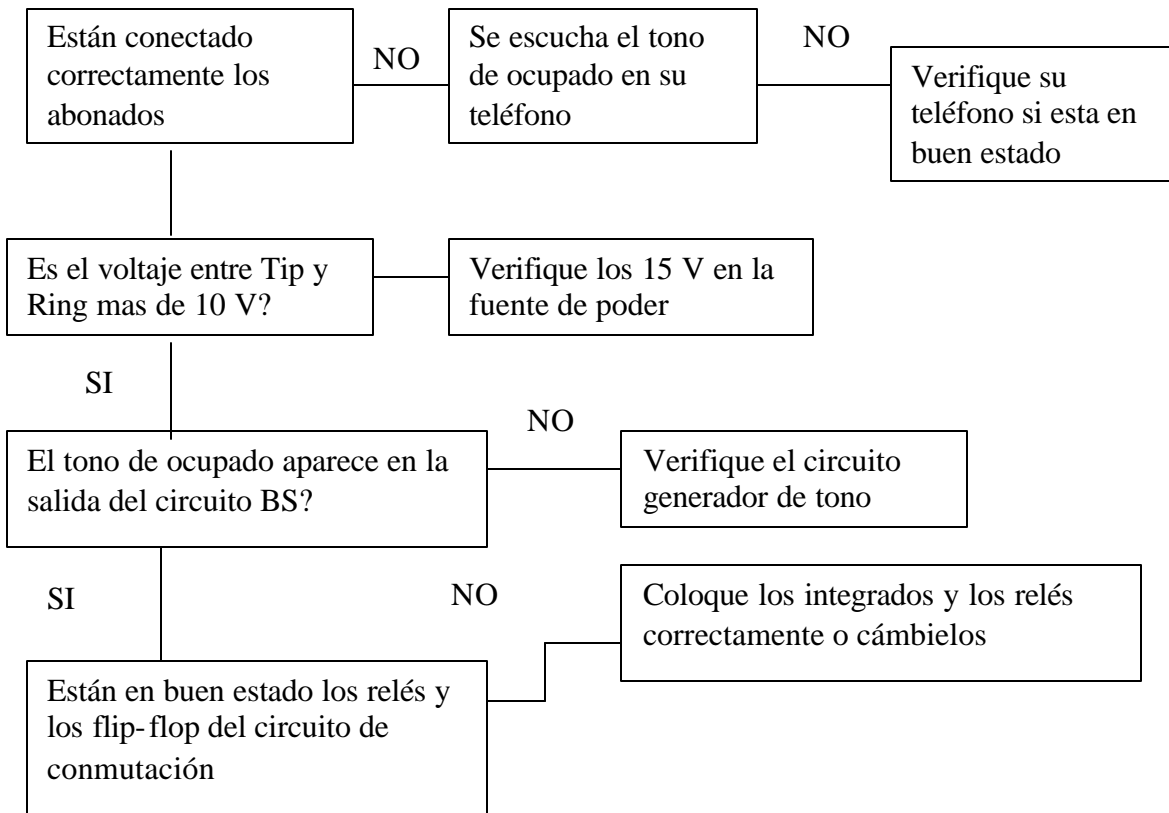 Están conectado
correctamente los
abonados
NO
Se escucha el tono
de ocupado en su
teléfono
NO
Verifique su
teléfono si esta en
buen estado
Es el voltaje entre Tip y
Ring mas de 10 V?
Verifique los 15 V en la
fuente de poder
SI
El tono de ocupado aparece en la
salida del circuito BS?
NO
Verifique el circuito
generador de tono
SI
NO
Coloque los integrados y los relés
correctamente o cámbielos
Están en buen estado los relés y
los flip-flop del circuito de
conmutación